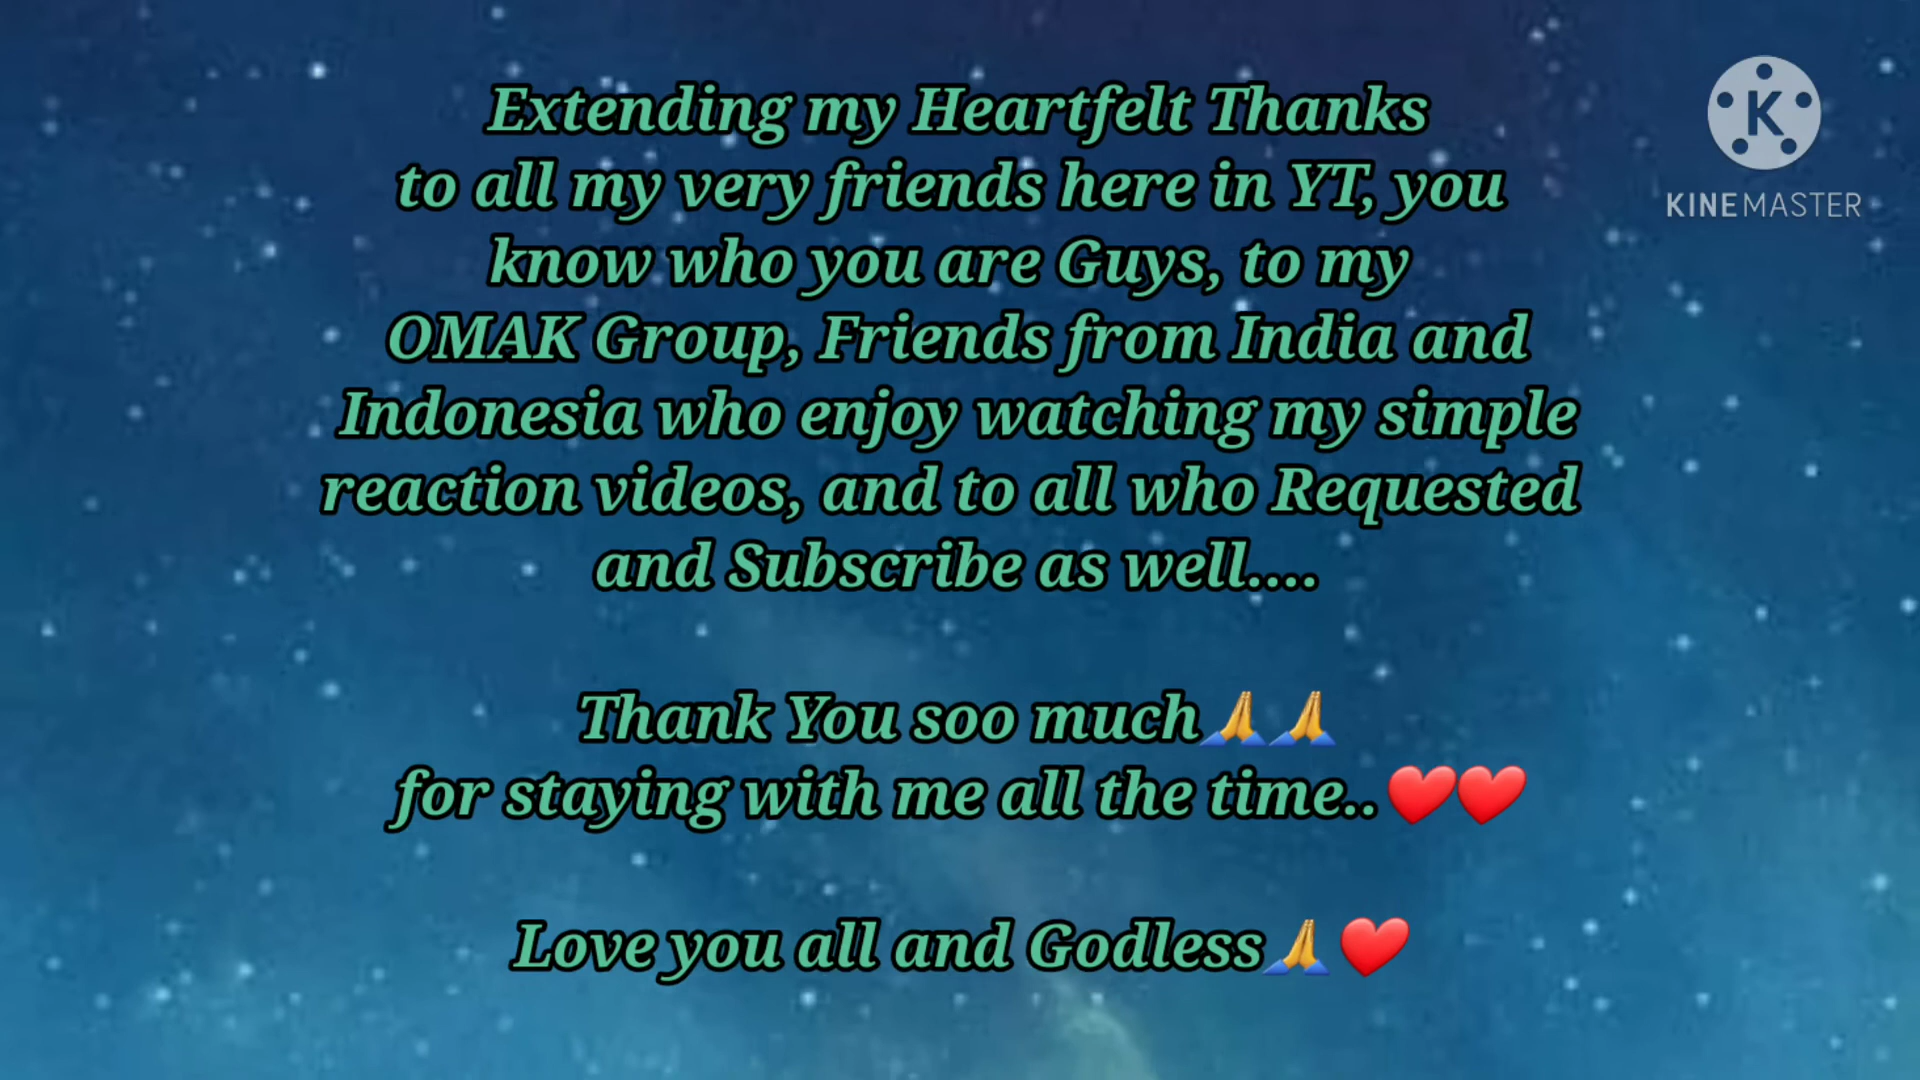 Extending my Heartfelt Thanks
to all my very friends here in YT, you
know who you are Guys, to my
OMAK Group, Friends from India and
Indonesia who enjoy watching my simple
reaction videos, and to all who Requested
and Subscribe as well....
Thank You soo much🙏🙏
for staying with me all the time..❤️❤️
Love you all and Godless🙏❤️
K
KINEMASTER